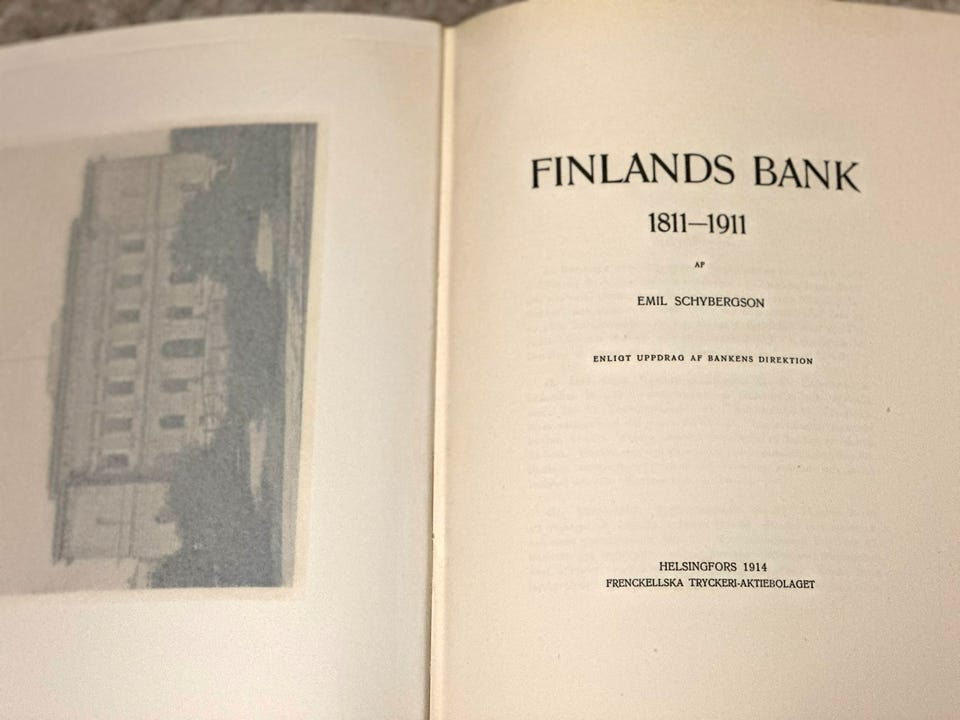 FINLANDS BANK
1811—1911
AF
EMIL SCHYBERGSON
ENLIGT UPPDRAG AF BANKENS DIREKTION
HELSINGFORS 1914
FRENCKELLSKA TRYCKERI-AKTIEBOLAGET